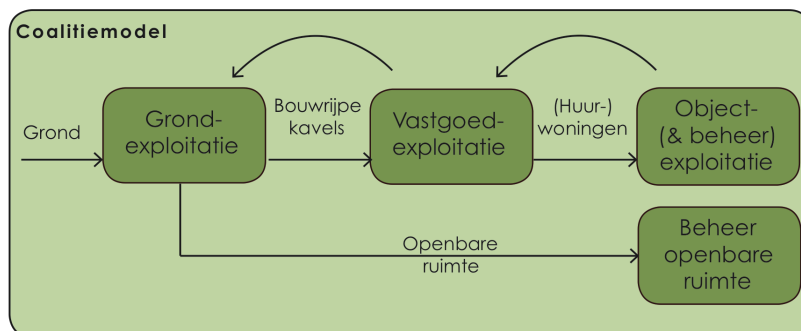 Coalitiemodel
Grond
Grond-
exploitatie
Bouwrijpe
kavels
Vastgoed-
exploitatie
(Huur-)
woningen
Object-
(& beheer)
exploitatie
Openbare
ruimte
Beheer
openbare
ruimte